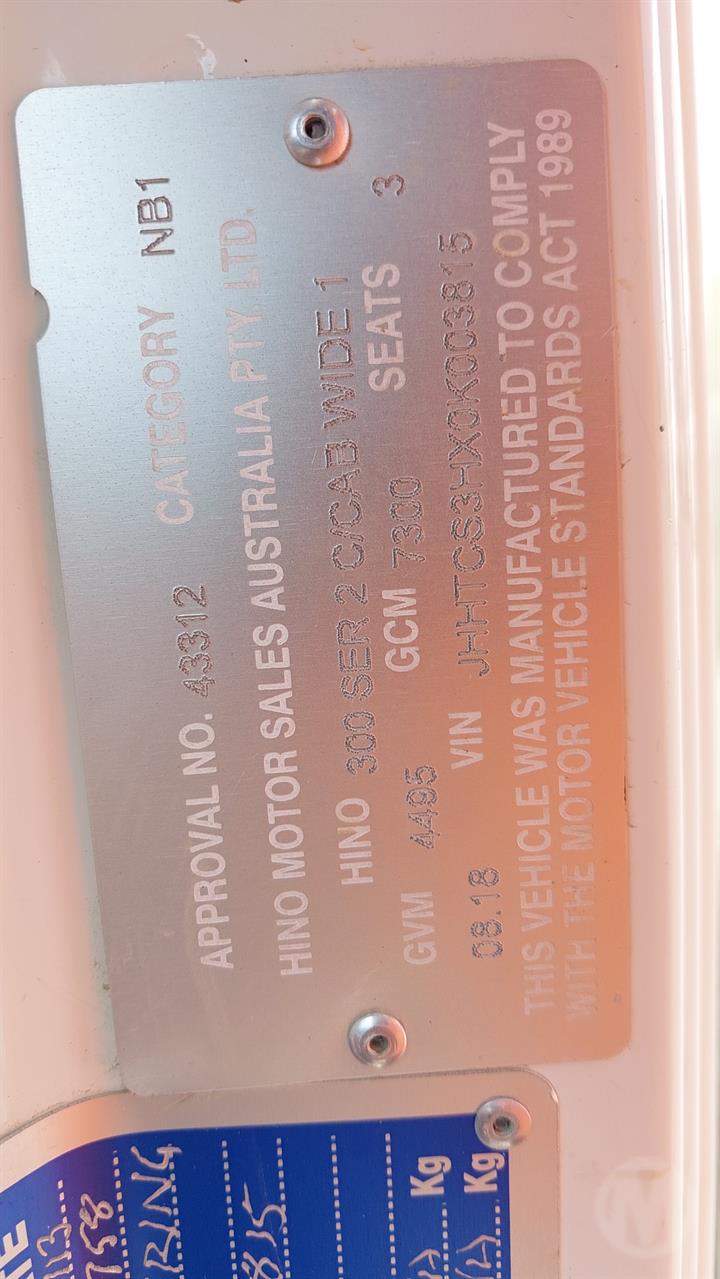 APPROVAL NO. 43312 CATEGORY NB1
HINO MOTOR SALES AUSTRALIA PTY. LTD.
HINO 300 SER 2 C/CAB WIDE 1
GVM 4495 GCM 7300 SEATS 3
08.18 VIN JHHTCS3HX0K003815
THIS VEHICLE WAS MANUFACTURED TO COMPLY
WITH THE MOTOR VEHICLE STANDARDS ACT 1989
Kg
Kg
M